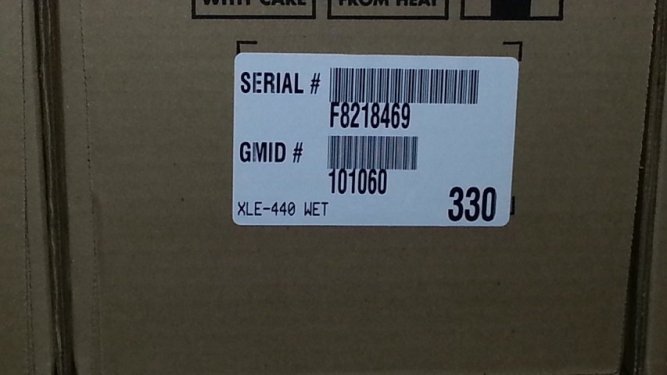 WITH CARE
FROM HEAT
SERIAL #
F8218469
GMID #
101060
XLE-440 WET
330